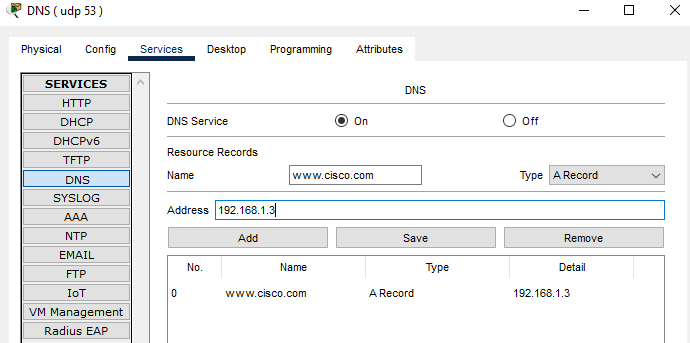 DNS ( udp 53 )
Physical Config Services Desktop Programming Attributes
SERVICES
HTTP
DHCP
DHCPv6
TFTP
DNS
SYSLOG
AAA
NTP
EMAIL
FTP
IoT
VM Management
Radius EAP
DNS
DNS Service On Off
Resource Records
Name www.cisco.com Type A Record
Address 192.168.1.3
Add Save Remove
No. Name Type Detail
0 www.cisco.com A Record 192.168.1.3